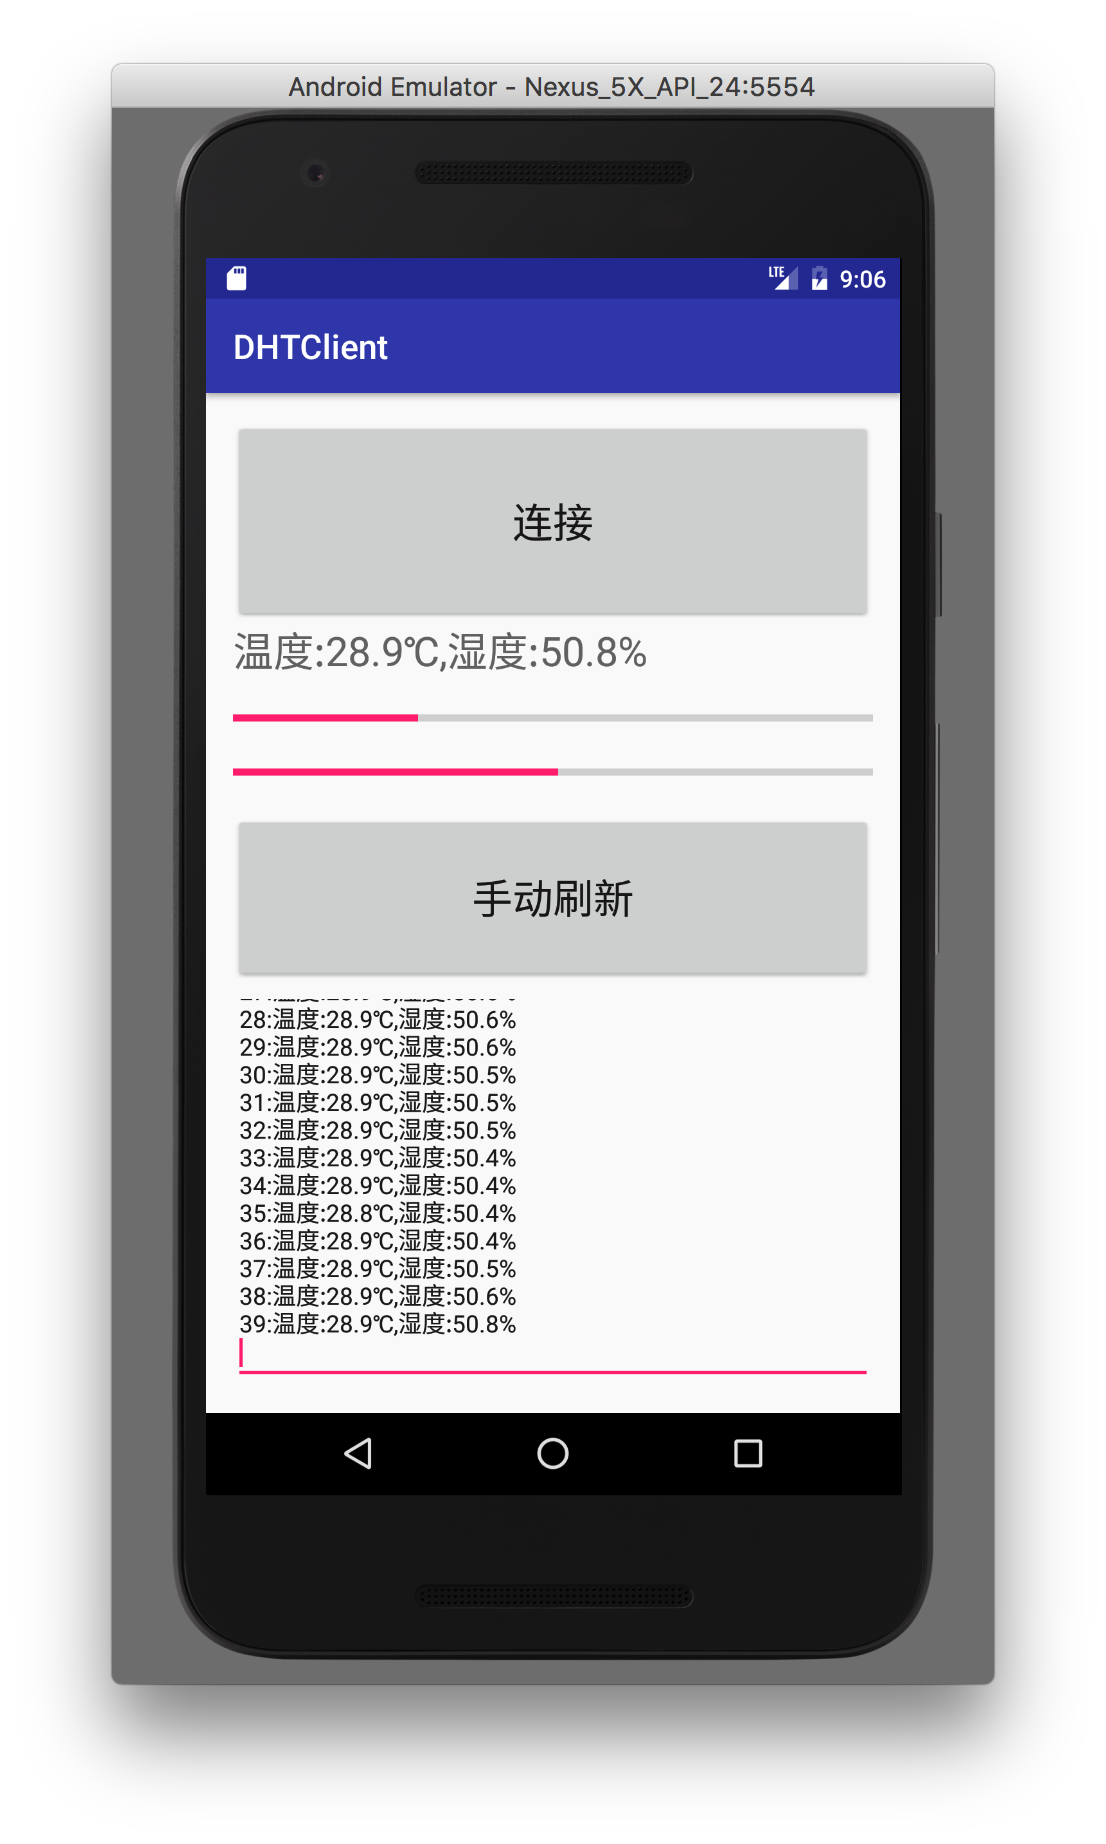 Android Emulator - Nexus_5X_API_24:5554
LTE 9:06
DHTClient
连接
温度:28.9℃,湿度:50.8%
手动刷新
28:温度:28.9℃,湿度:50.6%
29:温度:28.9℃,湿度:50.6%
30:温度:28.9℃,湿度:50.5%
31:温度:28.9℃,湿度:50.5%
32:温度:28.9℃,湿度:50.5%
33:温度:28.9℃,湿度:50.4%
34:温度:28.9℃,湿度:50.4%
35:温度:28.8℃,湿度:50.4%
36:温度:28.9℃,湿度:50.4%
37:温度:28.9℃,湿度:50.5%
38:温度:28.9℃,湿度:50.6%
39:温度:28.9℃,湿度:50.8%